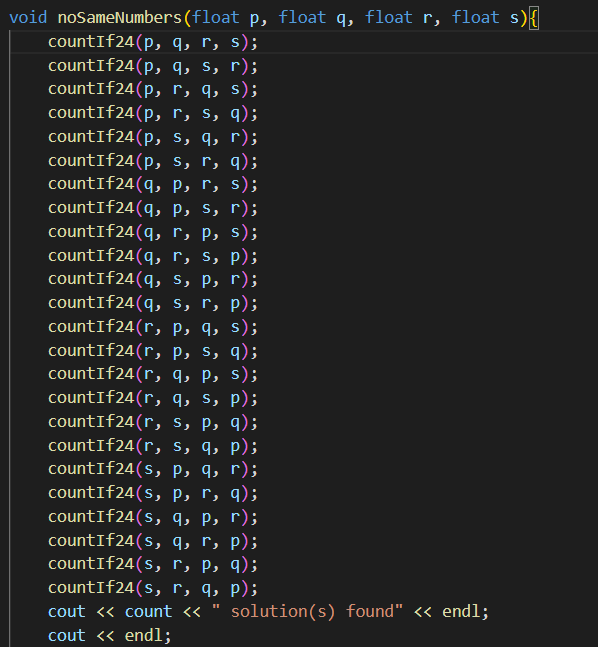 void noSameNumbers(float p, float q, float r, float s){
countIf24(p, q, r, s);
countIf24(p, q, s, r);
countIf24(p, r, q, s);
countIf24(p, r, s, q);
countIf24(p, s, q, r);
countIf24(p, s, r, q);
countIf24(q, p, r, s);
countIf24(q, p, s, r);
countIf24(q, r, p, s);
countIf24(q, r, s, p);
countIf24(q, s, p, r);
countIf24(q, s, r, p);
countIf24(r, p, q, s);
countIf24(r, p, s, q);
countIf24(r, q, p, s);
countIf24(r, q, s, p);
countIf24(r, s, p, q);
countIf24(r, s, q, p);
countIf24(s, p, q, r);
countIf24(s, p, r, q);
countIf24(s, q, p, r);
countIf24(s, q, r, p);
countIf24(s, r, p, q);
countIf24(s, r, q, p);
cout << count << " solution(s) found" << endl;
cout << endl;